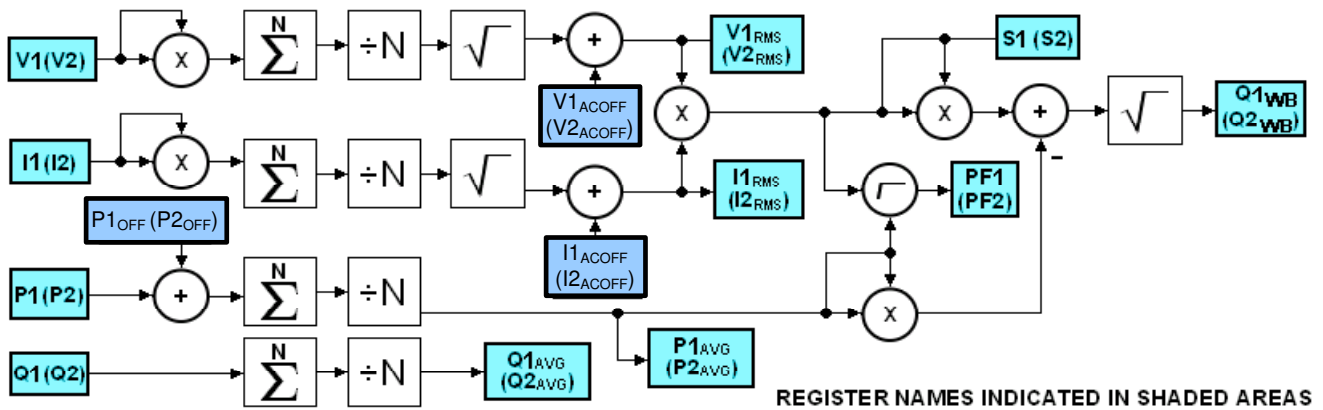 V1(V2)
X
N
∑
÷N
√
+
V1RMS
(V2RMS)
S1 (S2)
V1ACOFF
(V2ACOFF)
X
X
+
√
Q1WB
(Q2WB)
I1(I2)
X
N
∑
÷N
√
+
I1RMS
(I2RMS)
PF1
(PF2)
-
P1OFF (P2OFF)
I1ACOFF
(I2ACOFF)
P1(P2)
+
N
∑
÷N
X
Q1(Q2)
N
∑
÷N
Q1AVG
(Q2AVG)
P1AVG
(P2AVG)
REGISTER NAMES INDICATED IN SHADED AREAS